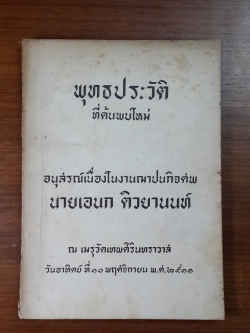 พุทธประวัติ
ที่ค้นพบใหม่
อนุสรณ์เนื่องในงานฌาปนกิจศพ
นายเอนก ติวยานนท์
ณ เมรุวัดเทพศิรินทราวาส
วันอาทิตย์ ที่ ๑๐ พฤศจิกายน พ.ศ. ๒๕๑๑